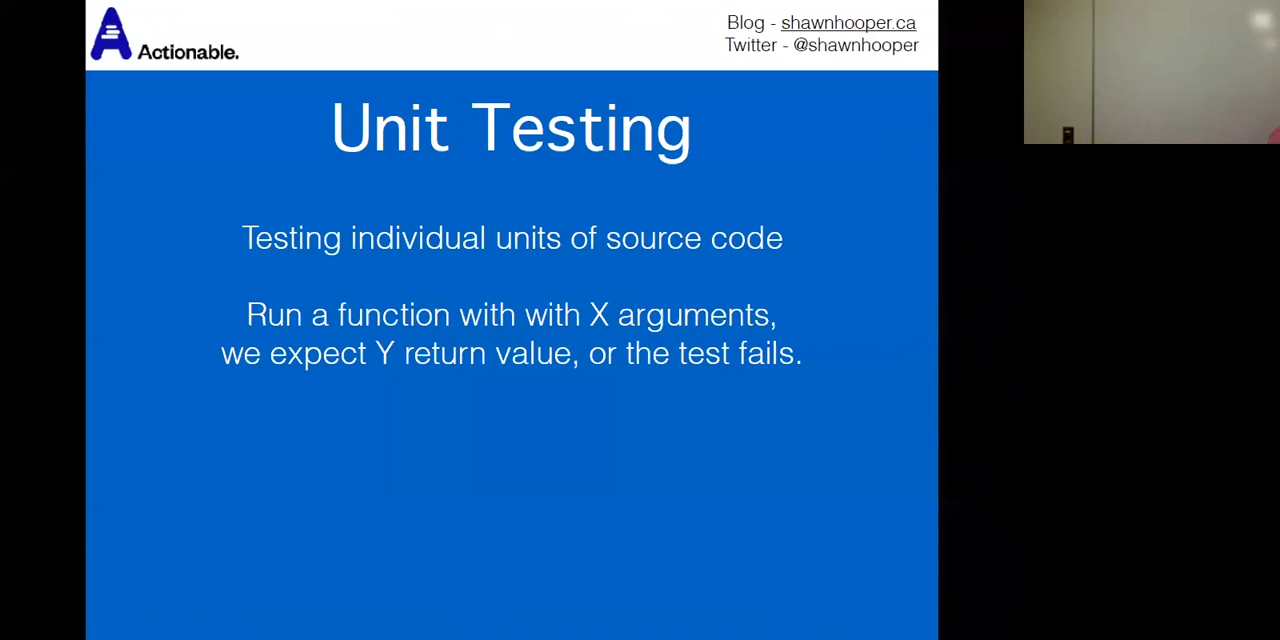 Actionable.
Blog - shawnhooper.ca
Twitter - @shawnhooper
Unit Testing
Testing individual units of source code
Run a function with with X arguments,
we expect Y return value, or the test fails.